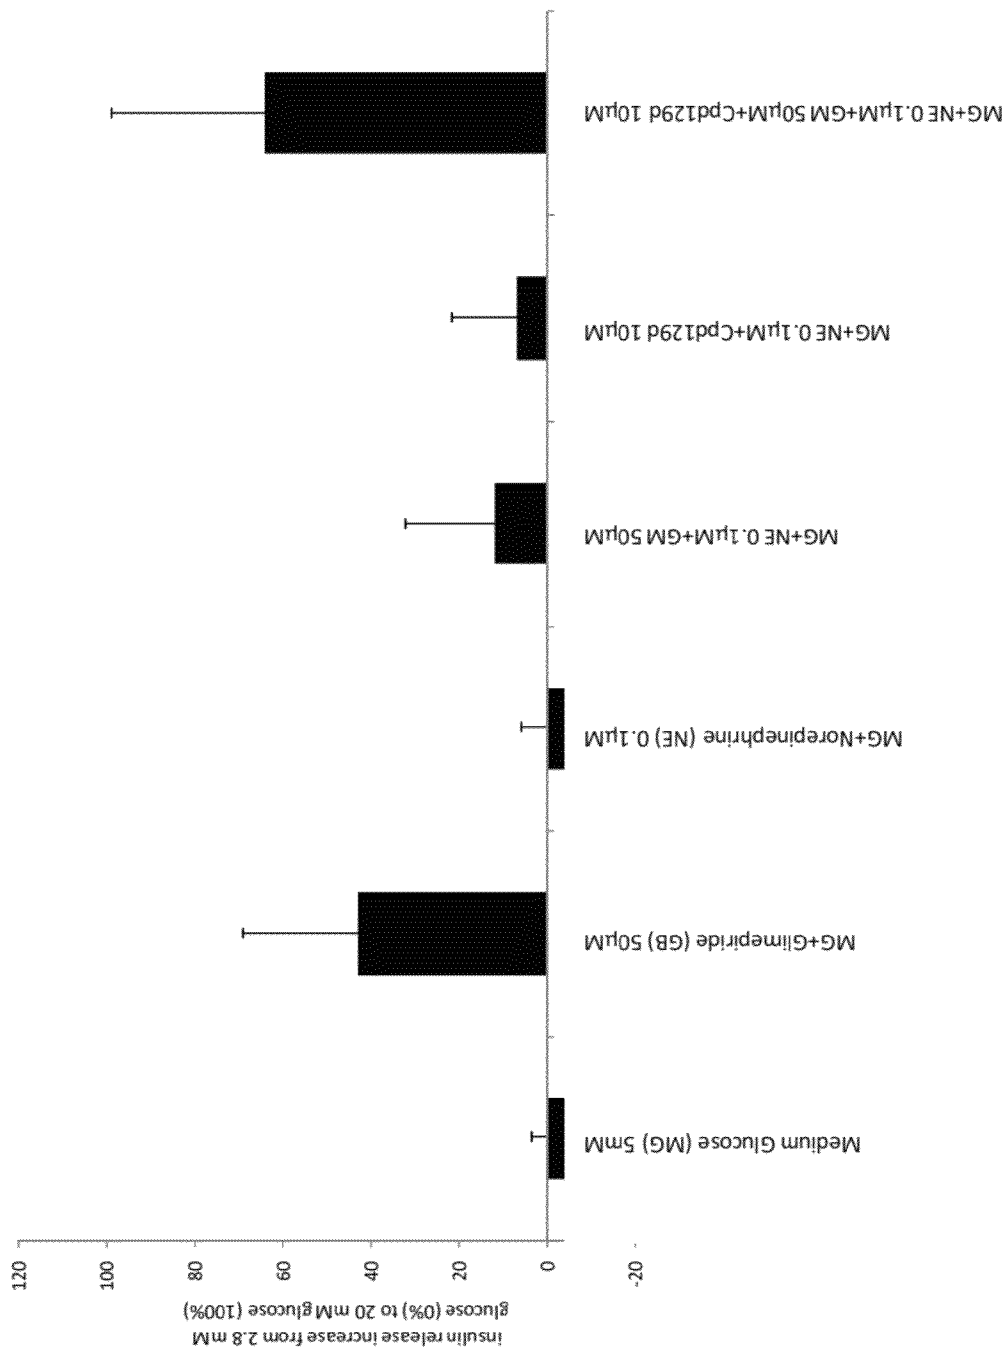 insulin release increase from 2.8 mM
glucose (0%) to 20 mM glucose (100%)
120
100
80
60
40
20
0
-20
Medium Glucose (MG) 5mM
MG+Glimepiride (GB) 50µM
MG+Norepinephrine (NE) 0.1µM
MG+NE 0.1µM+GM 50µM
MG+NE 0.1µM+Cpd129d 10µM
MG+NE 0.1µM+GM 50µM+Cpd129d 10µM